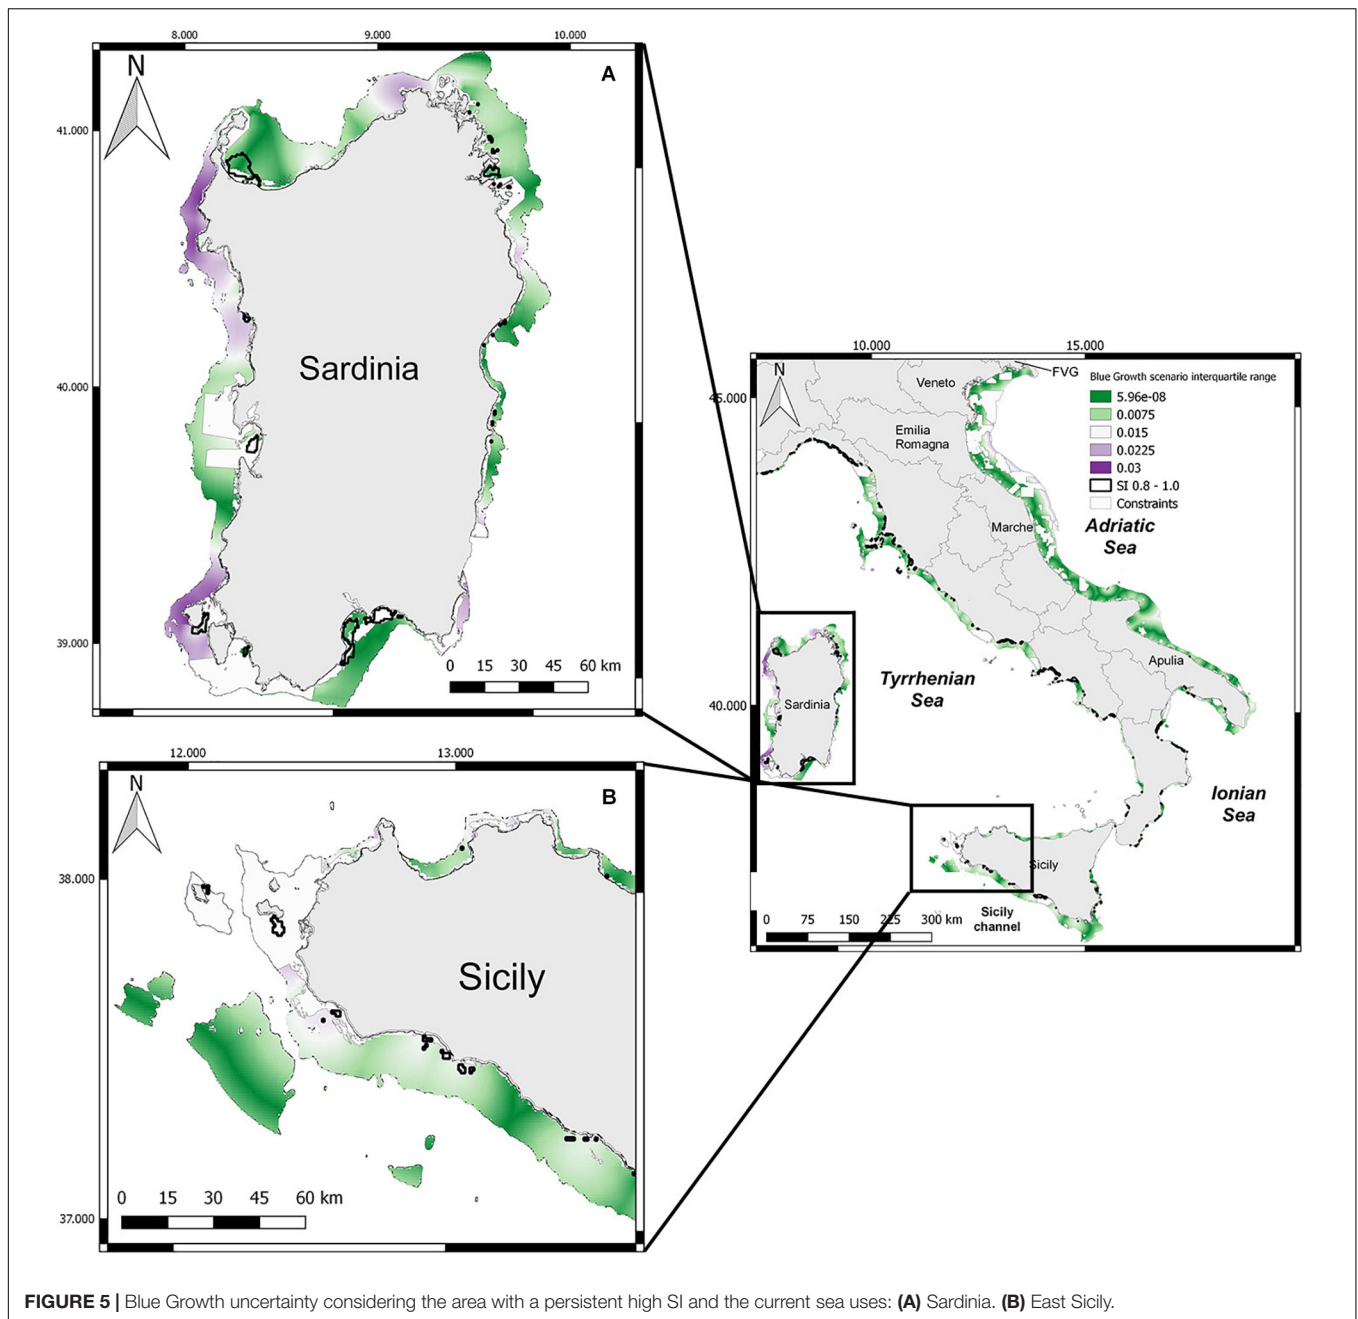 8.000 9.000 10.000
N
A
41.000
40.000
39.000
Sardinia
0 15 30 45 60 km
12.000 13.000
N
B
38.000
37.000
Sicily
0 15 30 45 60 km
10.000 15.000
N
45.000
40.000
FVG
Veneto
Emilia
Romagna
Marche
Apulia
Sardinia
Sicily
Adriatic
Sea
Tyrrhenian
Sea
Ionian
Sea
Sicily
channel
Blue Growth scenario interquartile range
5.96e-08
0.0075
0.015
0.0225
0.03
SI 0.8 - 1.0
Constraints
0 75 150 225 300 km
FIGURE 5 | Blue Growth uncertainty considering the area with a persistent high SI and the current sea uses: (A) Sardinia. (B) East Sicily.